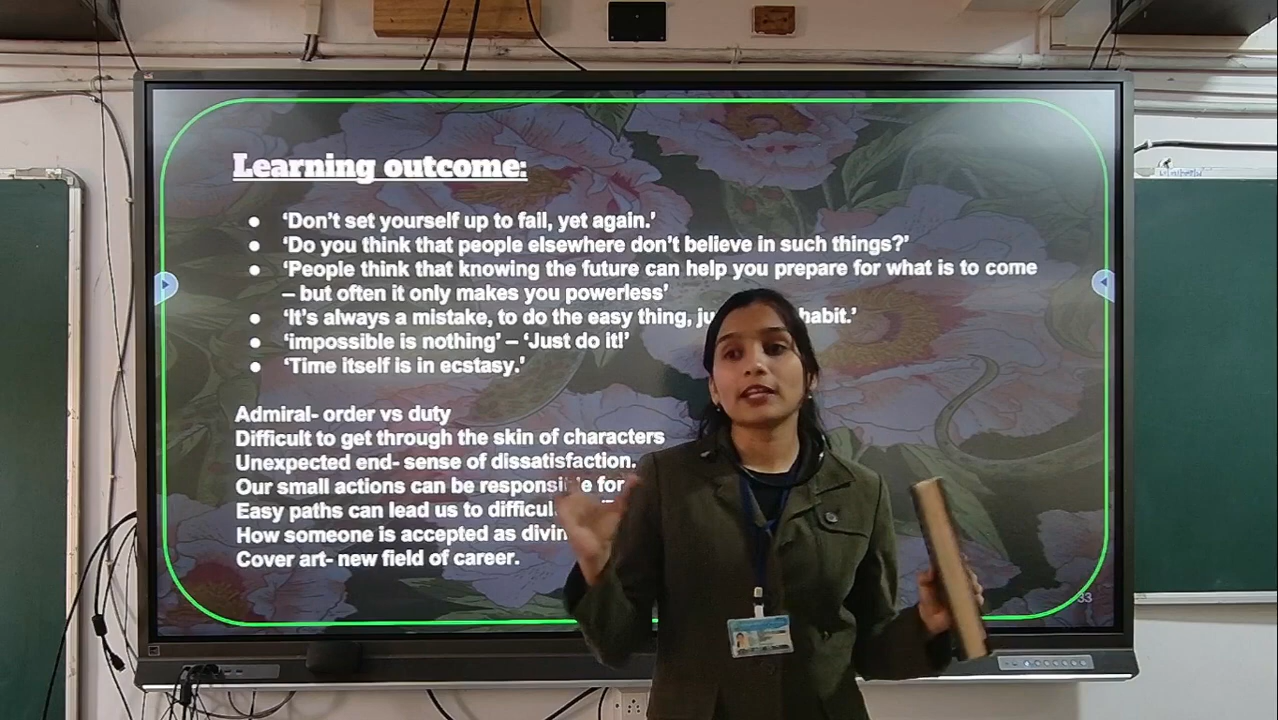 Learning outcome:
● ‘Don’t set yourself up to fail, yet again.’
● ‘Do you think that people elsewhere don’t believe in such things?’
● ‘People think that knowing the future can help you prepare for what is to come
– but often it only makes you powerless’
● ‘It’s always a mistake, to do the easy thing, habit.’
● ‘impossible is nothing’ – ‘Just do it!’
● ‘Time itself is in ecstasy.’
Admiral- order vs duty
Difficult to get through the skin of characters
Unexpected end- sense of dissatisfaction.
Our small actions can be responsible for
Easy paths can lead us to
How someone is accepted as
Cover art- new field of career.
33